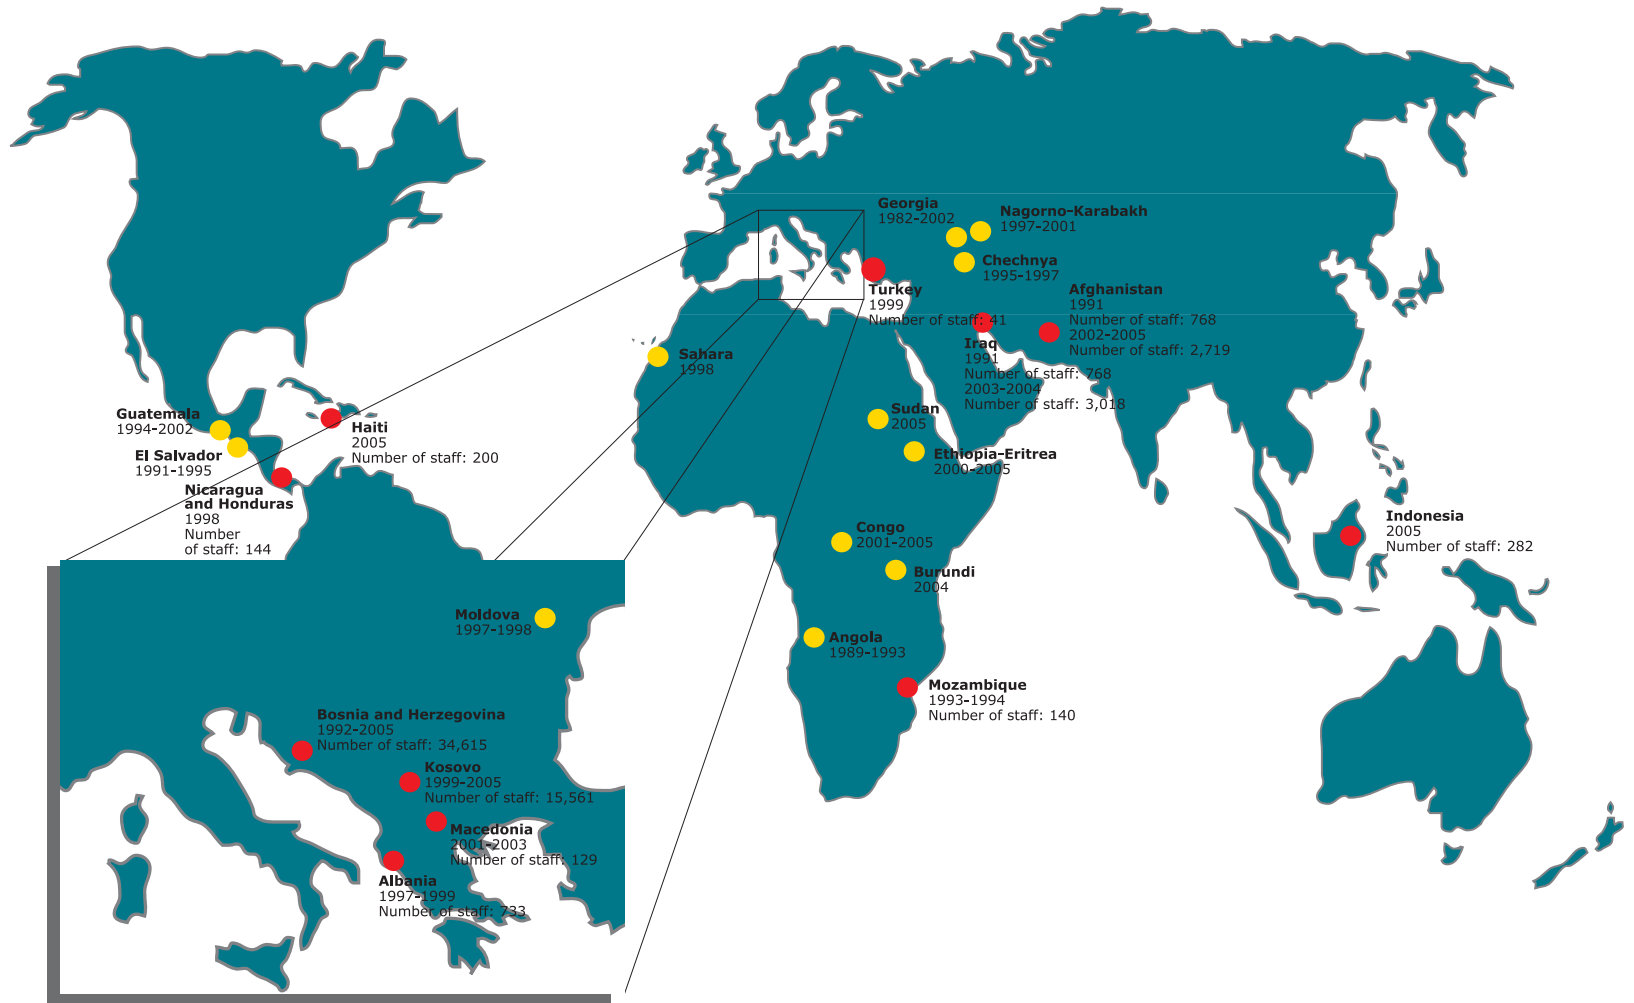 Georgia
1982-2002
Nagorno-Karabakh
1997-2001
Chechnya
1995-1997
Turkey
1999
Number of staff: 41
Afghanistan
1991
Number of staff: 768
2002-2005
Number of staff: 2,719
Iraq
1991
Number of staff: 768
2003-2004
Number of staff: 3,018
Sahara
1998
Guatemala
1994-2002
El Salvador
1991-1995
Haiti
2005
Number of staff: 200
Nicaragua
and Honduras
1998
Number
of staff: 144
Sudan
2005
Ethiopia-Eritrea
2000-2005
Congo
2001-2005
Burundi
2004
Indonesia
2005
Number of staff: 282
Angola
1989-1993
Mozambique
1993-1994
Number of staff: 140
Moldova
1997-1998
Bosnia and Herzegovina
1992-2005
Number of staff: 34,615
Kosovo
1999-2005
Number of staff: 15,561
Macedonia
2001-2003
Number of staff: 129
Albania
1997-1999
Number of staff: 733